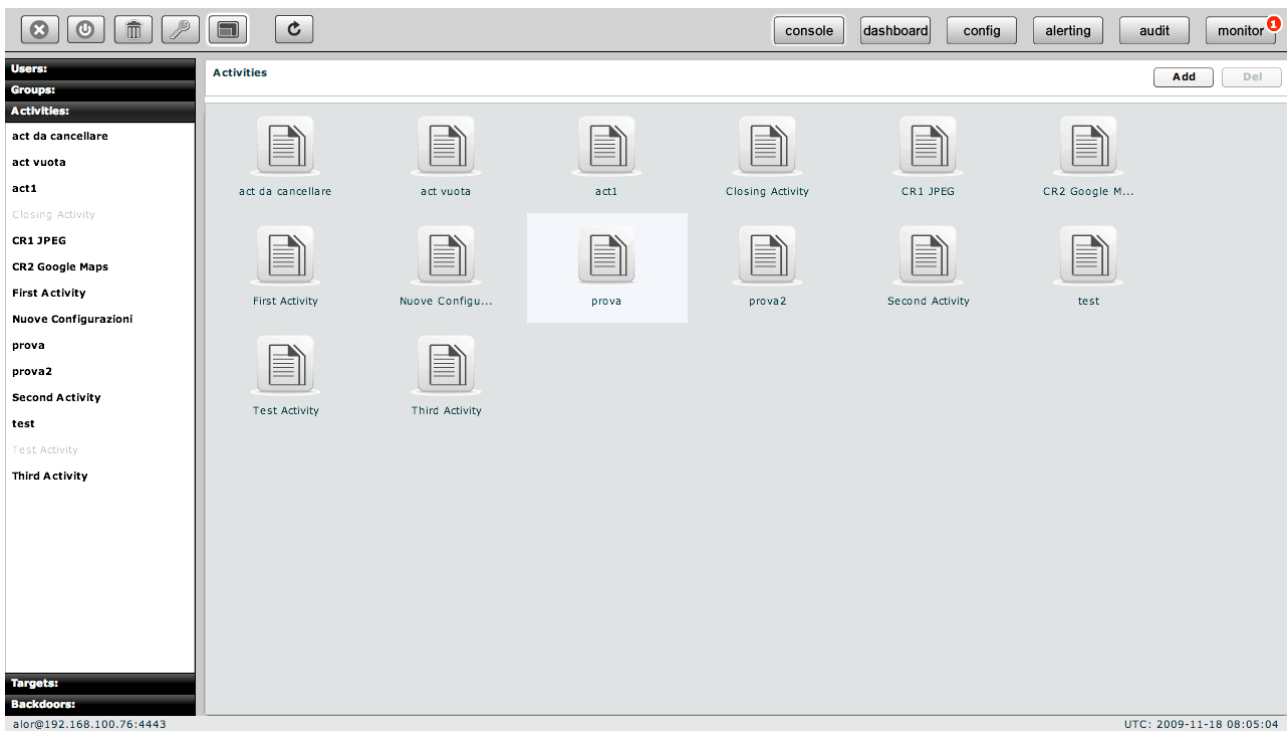 console dashboard config alerting audit monitor 1
Users:
Groups:
Activities:
act da cancellare
act vuota
act1
Closing Activity
CR1 JPEG
CR2 Google Maps
First Activity
Nuove Configurazioni
prova
prova2
Second Activity
test
Test Activity
Third Activity
Targets:
Backdoors:
Activities
Add Del
act da cancellare act vuota act1 Closing Activity CR1 JPEG CR2 Google M...
First Activity Nuove Configu... prova prova2 Second Activity test
Test Activity Third Activity
alor@192.168.100.76:4443
UTC: 2009-11-18 08:05:04